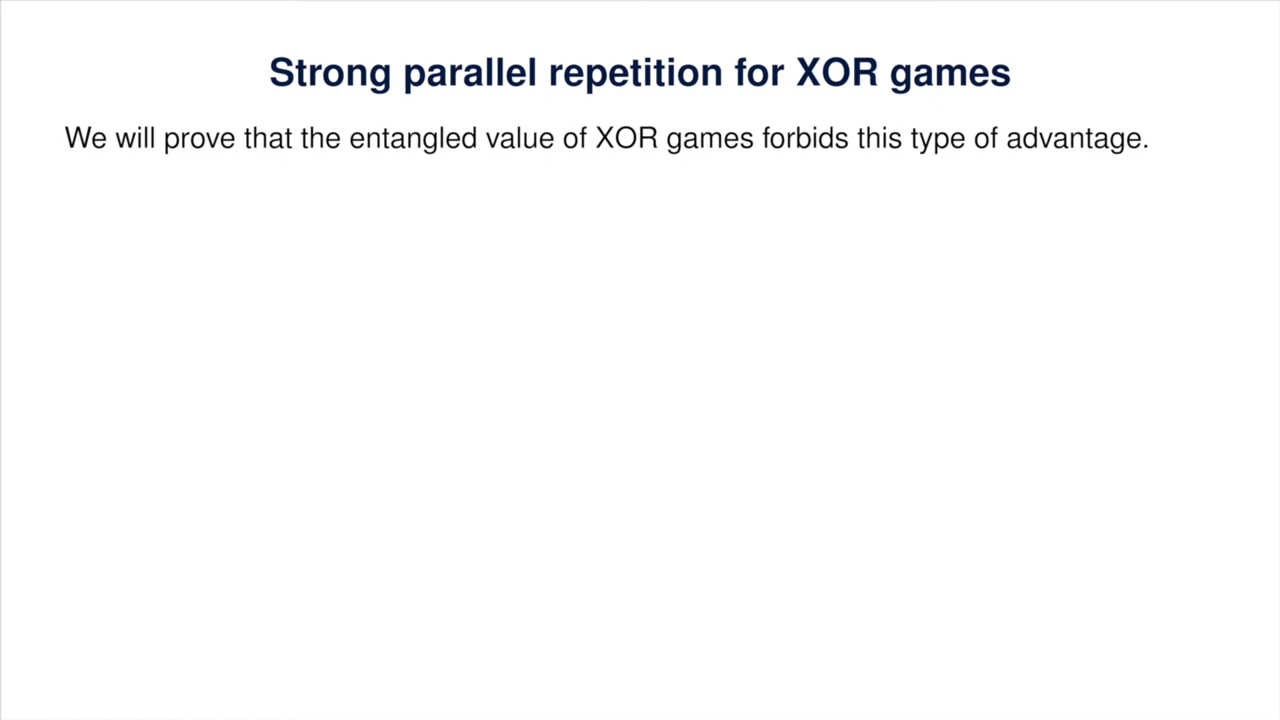 Strong parallel repetition for XOR games
We will prove that the entangled value of XOR games forbids this type of advantage.